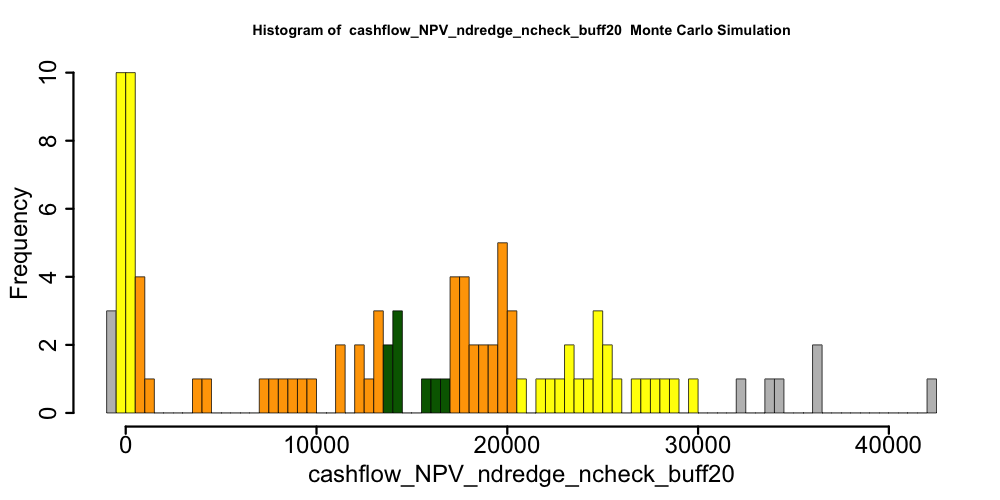 Histogram of  cashflow_NPV_ndredge_ncheck_buff20  Monte Carlo Simulation
10
8
6
4
2
0
Frequency
0 10000 20000 30000 40000
cashflow_NPV_ndredge_ncheck_buff20